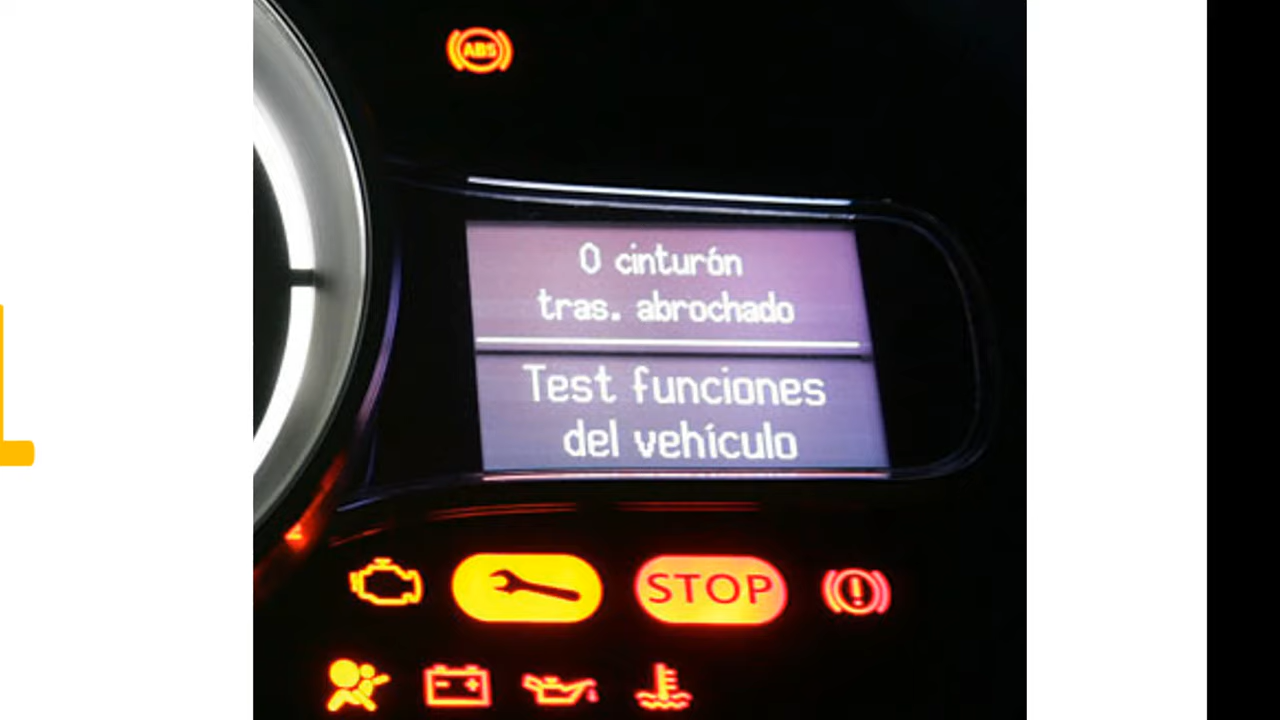 ABS
0 cinturón
tras. abrochado
Test funciones
del vehículo
STOP